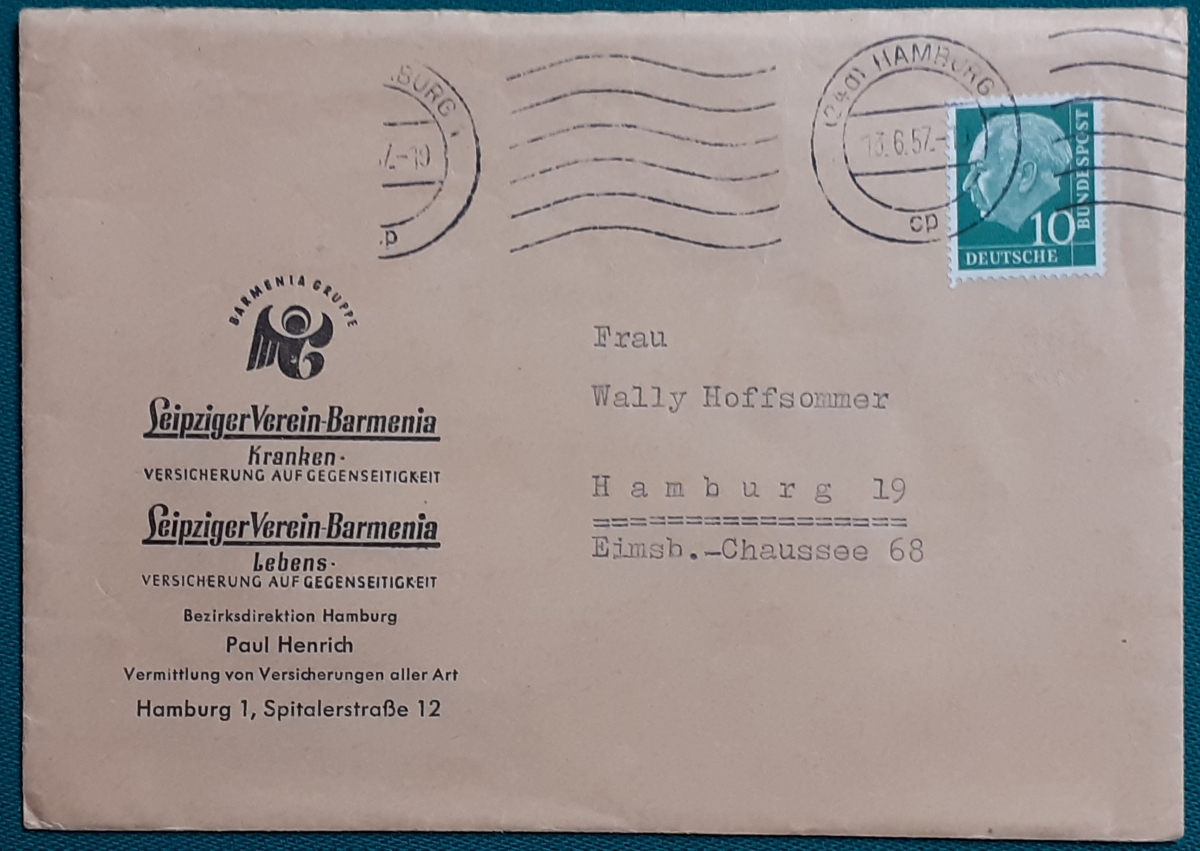 BURG
7.-19
(24a) HAMBURG
13.6.57.-
cp
10
BUNDESPOST
DEUTSCHE
BARMENIA GRUPPE
Leipziger Verein-Barmenia
Kranken-
VERSICHERUNG AUF GEGENSEITIGKEIT
Leipziger Verein-Barmenia
Lebens-
VERSICHERUNG AUF GEGENSEITIGKEIT
Bezirksdirektion Hamburg
Paul Henrich
Vermittlung von Versicherungen aller Art
Hamburg 1, Spitalerstraße 12
Frau
Wally Hoffsommer
H a m b u r g 19
==================
Eimsb.-Chaussee 68